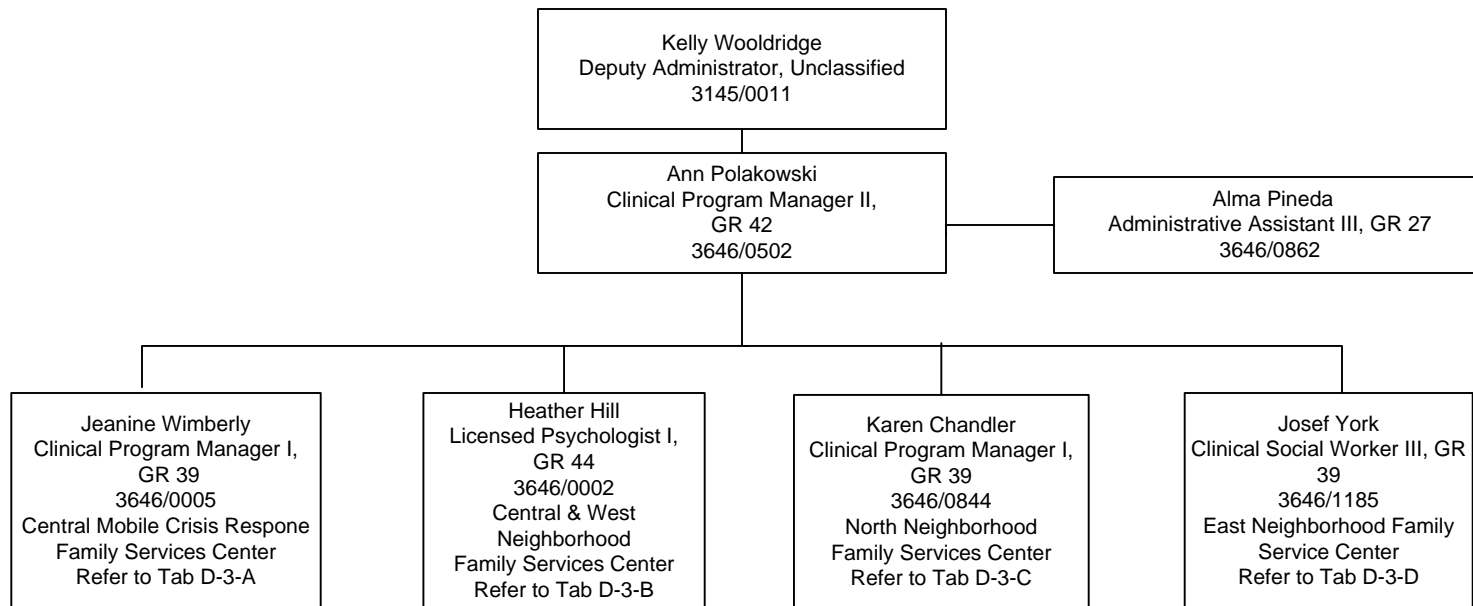 Kelly Wooldridge
Deputy Administrator, Unclassified
3145/0011
Ann Polakowski
Clinical Program Manager II,
GR 42
3646/0502
Alma Pineda
Administrative Assistant III, GR 27
3646/0862
Jeanine Wimberly
Clinical Program Manager I,
GR 39
3646/0005
Central Mobile Crisis Respone
Family Services Center
Refer to Tab D-3-A
Heather Hill
Licensed Psychologist I,
GR 44
3646/0002
Central & West
Neighborhood
Family Services Center
Refer to Tab D-3-B
Karen Chandler
Clinical Program Manager I,
GR 39
3646/0844
North Neighborhood
Family Services Center
Refer to Tab D-3-C
Josef York
Clinical Social Worker III, GR
39
3646/1185
East Neighborhood Family
Service Center
Refer to Tab D-3-D